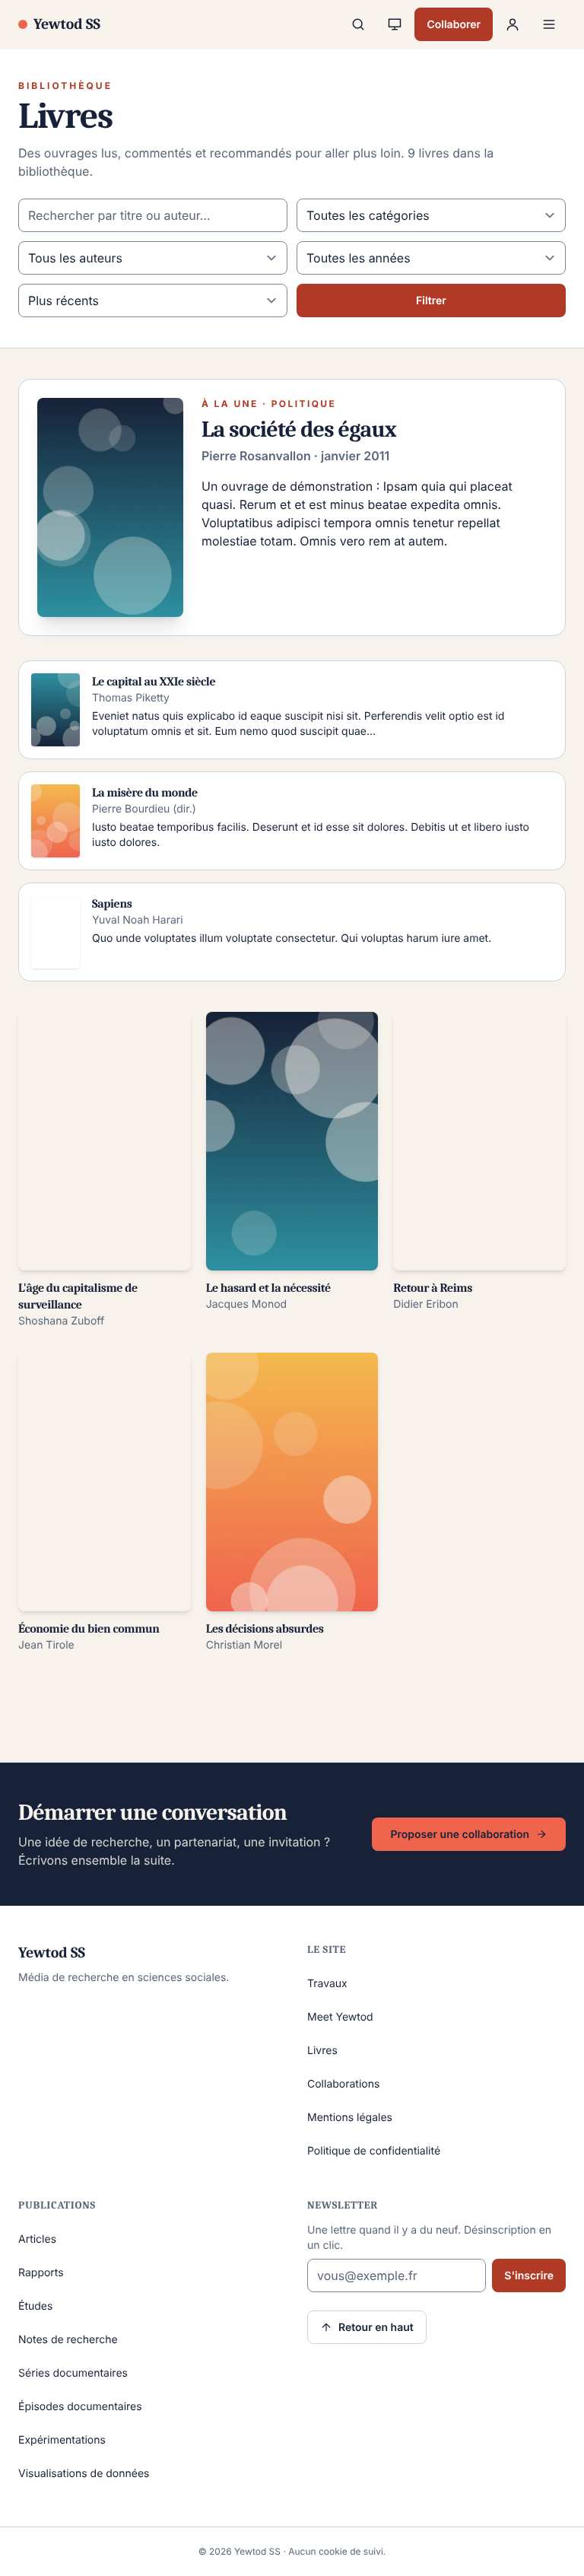 Yewtod SS
Collaborer
BIBLIOTHÈQUE
Livres
Des ouvrages lus, commentés et recommandés pour aller plus loin. 9 livres dans la
bibliothèque.
Rechercher par titre ou auteur...
Toutes les catégories
Tous les auteurs
Toutes les années
Plus récents
Filtrer
À LA UNE · POLITIQUE
La société des égaux
Pierre Rosanvallon · janvier 2011
Un ouvrage de démonstration : Ipsam quia qui placeat
quasi. Rerum et et est minus beatae expedita omnis.
Voluptatibus adipisci tempora omnis tenetur repellat
molestiae totam. Omnis vero rem at autem.
Le capital au XXIe siècle
Thomas Piketty
Eveniet natus quis explicabo id eaque suscipit nisi sit. Perferendis velit optio est id
voluptatum omnis et sit. Eum nemo quod suscipit quae...
La misère du monde
Pierre Bourdieu (dir.)
Iusto beatae temporibus facilis. Deserunt et id esse sit dolores. Debitis ut et libero iusto
iusto dolores.
Sapiens
Yuval Noah Harari
Quo unde voluptates illum voluptate consectetur. Qui voluptas harum iure amet.
L'âge du capitalisme de
surveillance
Shoshana Zuboff
Le hasard et la nécessité
Jacques Monod
Retour à Reims
Didier Eribon
Économie du bien commun
Jean Tirole
Les décisions absurdes
Christian Morel
Démarrer une conversation
Une idée de recherche, un partenariat, une invitation ?
Écrivons ensemble la suite.
Proposer une collaboration
Yewtod SS
Média de recherche en sciences sociales.
LE SITE
Travaux
Meet Yewtod
Livres
Collaborations
Mentions légales
Politique de confidentialité
PUBLICATIONS
Articles
Rapports
Études
Notes de recherche
Séries documentaires
Épisodes documentaires
Expérimentations
Visualisations de données
NEWSLETTER
Une lettre quand il y a du neuf. Désinscription en
un clic.
vous@exemple.fr
S'inscrire
Retour en haut
© 2026 Yewtod SS · Aucun cookie de suivi.